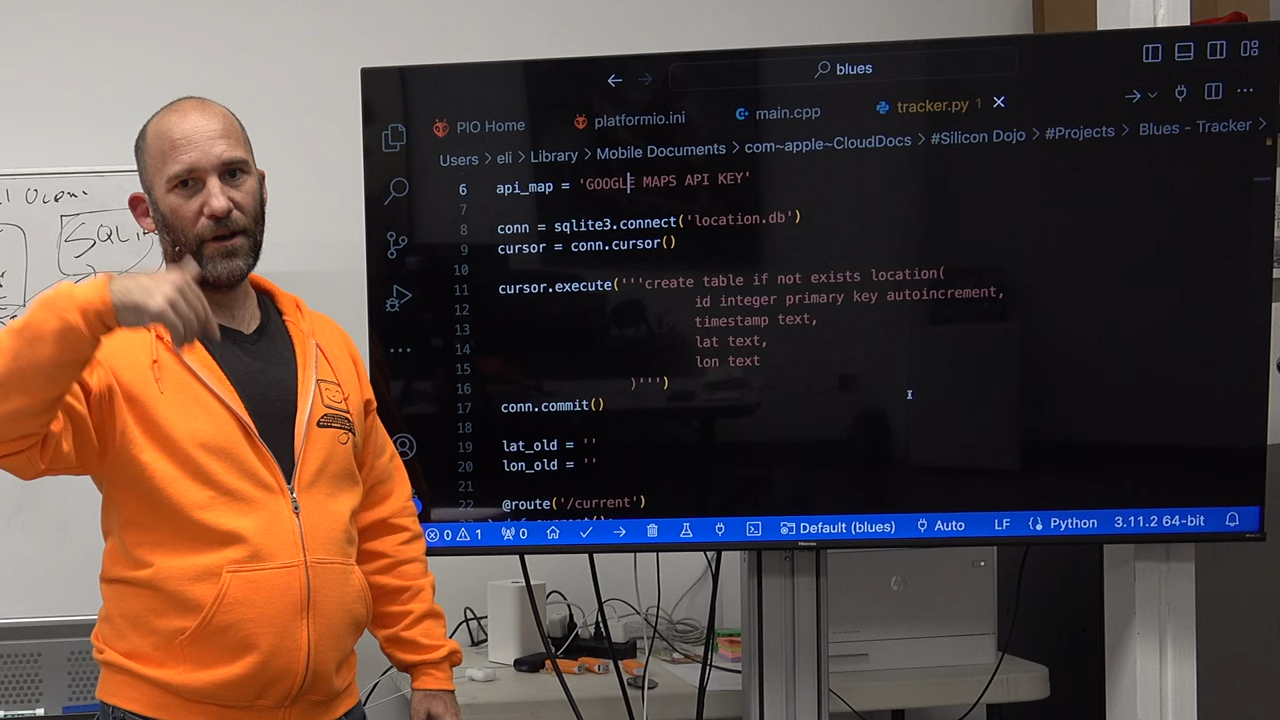 blues
PIO Home
platformio.ini
main.cpp
tracker.py 1
Users > eli > Library > Mobile Documents > com~apple~CloudDocs > #Silicon Dojo > #Projects > Blues - Tracker >
6 api_map = 'GOOGLE MAPS API KEY'
7
8 conn = sqlite3.connect('location.db')
9 cursor = conn.cursor()
10
11 cursor.execute('''create table if not exists location(
12 id integer primary key autoincrement,
13 timestamp text,
14 lat text,
15 lon text
16 )''')
17 conn.commit()
18
19 lat_old = ''
20 lon_old = ''
21
22 @route('/current')
0 1 0 Default (blues) Auto LF Python 3.11.2 64-bit
hp